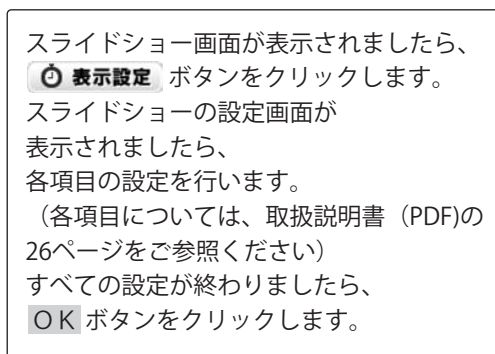 スライドショー画面が表示されましたら、
表示設定 ボタンをクリックします。
スライドショーの設定画面が
表示されましたら、
各項目の設定を行います。
（各項目については、取扱説明書（PDF)の
26ページをご参照ください）
すべての設定が終わりましたら、
ＯＫ ボタンをクリックします。